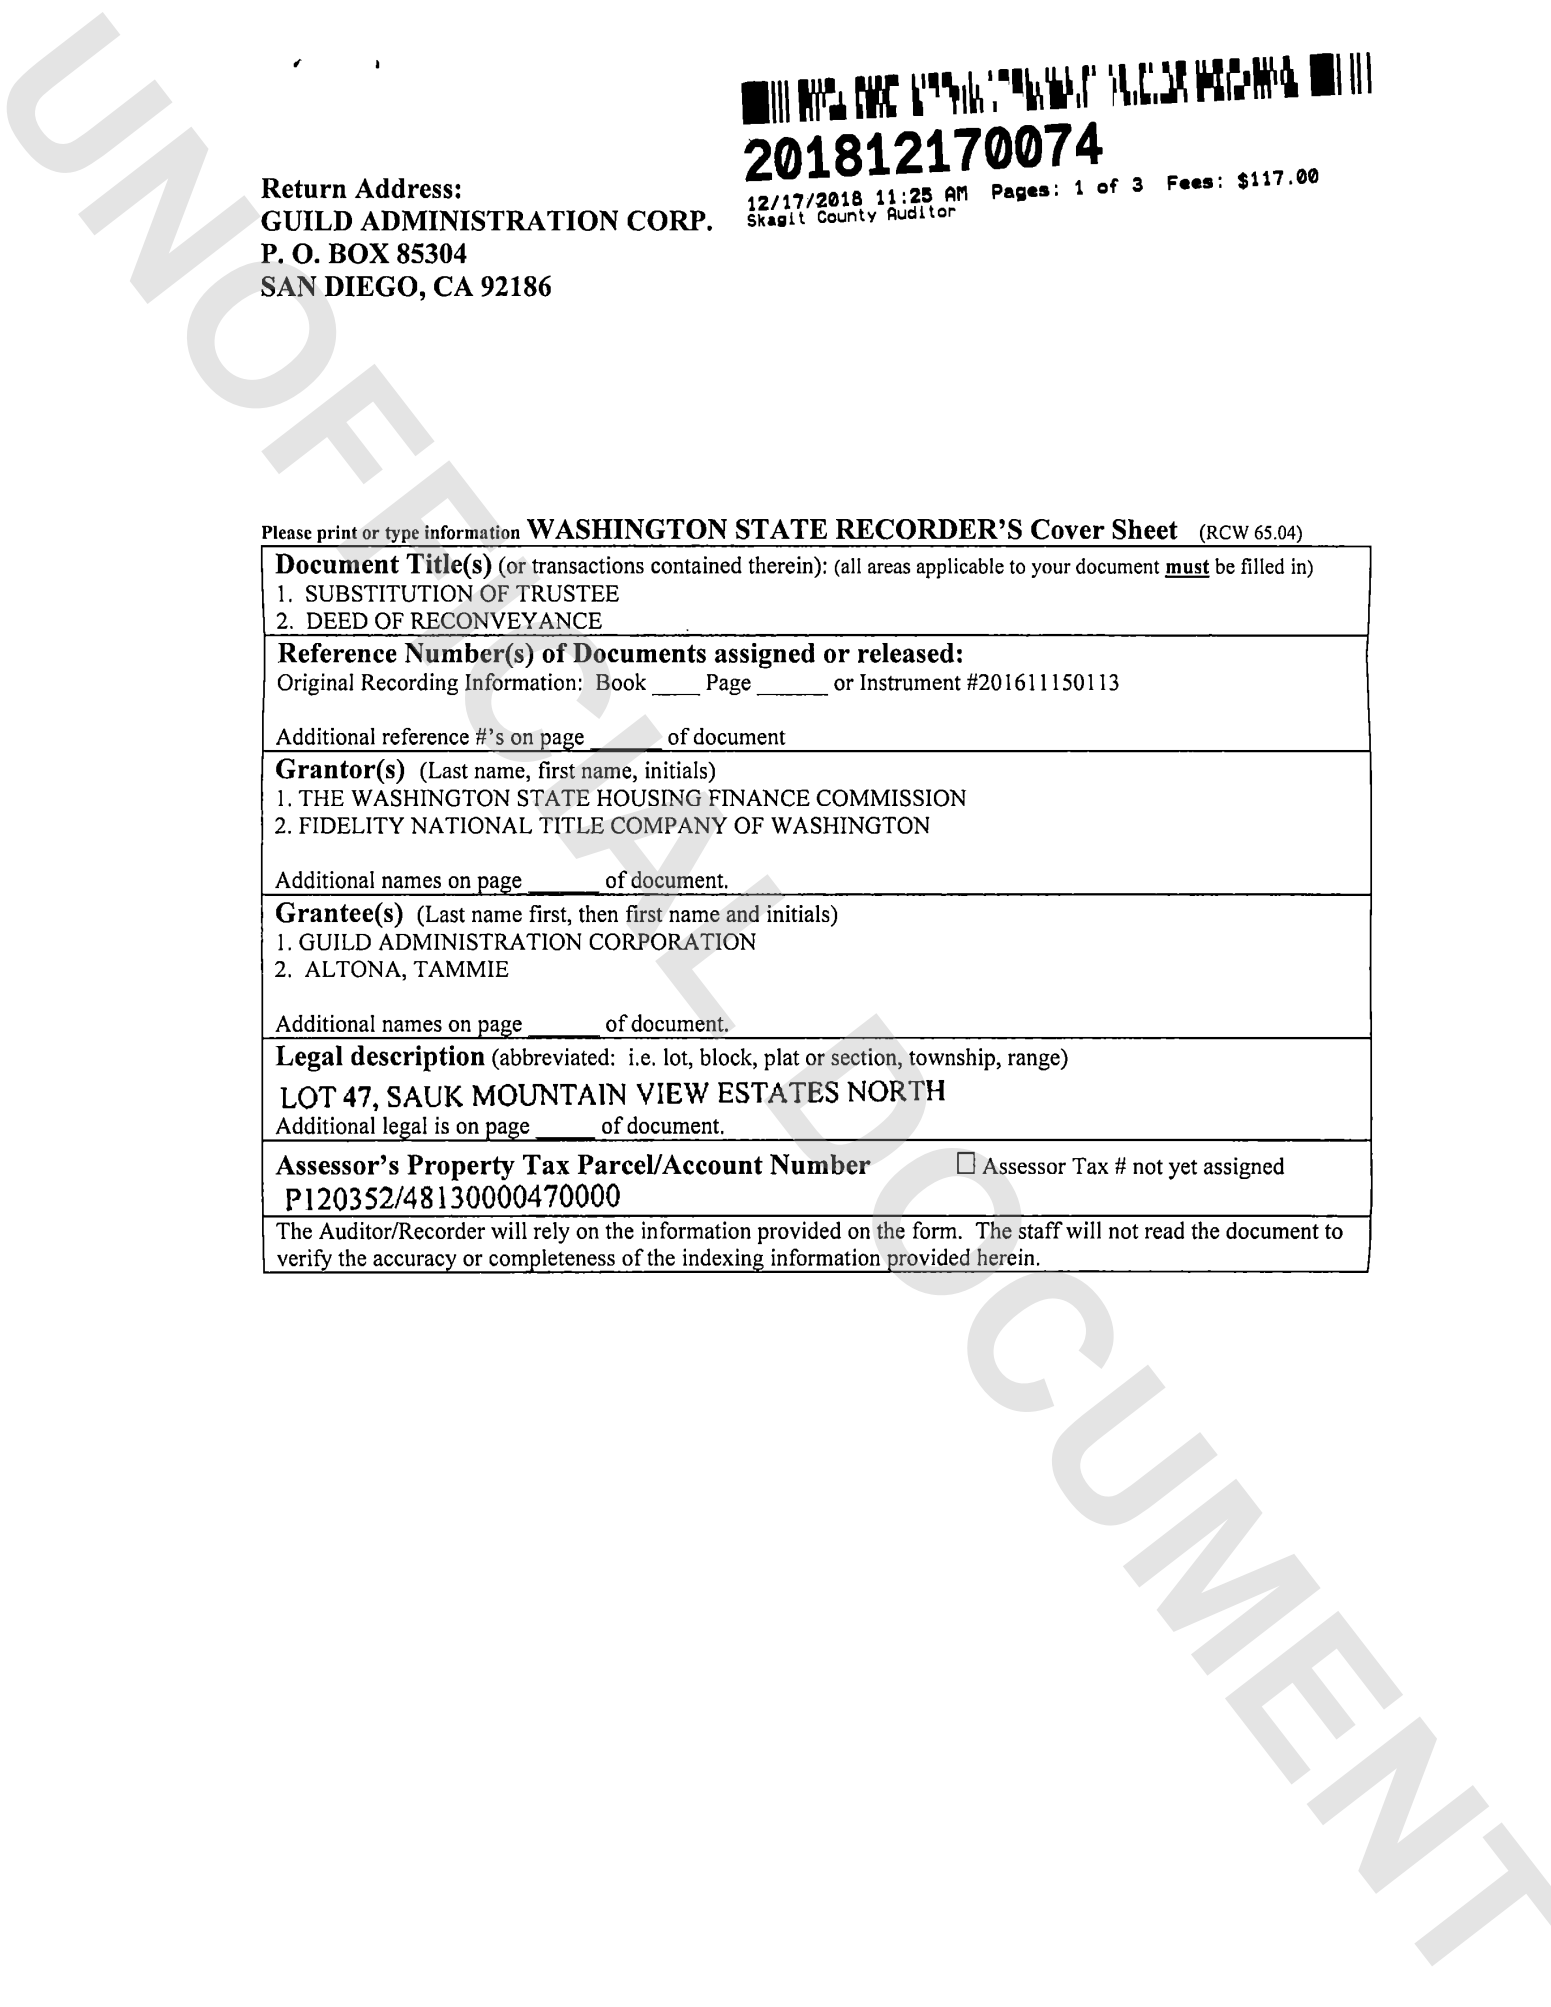 201812170074
12/17/2018 11:25 AM Pages: 1 of 3 Fees: $117.00
Skagit County Auditor
Return Address:
GUILD ADMINISTRATION CORP.
P. O. BOX 85304
SAN DIEGO, CA 92186
Please print or type information WASHINGTON STATE RECORDER'S Cover Sheet (RCW 65.04)
Document Title(s) (or transactions contained therein): (all areas applicable to your document must be filled in)
1. SUBSTITUTION OF TRUSTEE
2. DEED OF RECONVEYANCE
Reference Number(s) of Documents assigned or released:
Original Recording Information: Book ____ Page ______ or Instrument #201611150113
Additional reference #'s on page ______ of document
Grantor(s) (Last name, first name, initials)
1. THE WASHINGTON STATE HOUSING FINANCE COMMISSION
2. FIDELITY NATIONAL TITLE COMPANY OF WASHINGTON
Additional names on page ______ of document.
Grantee(s) (Last name first, then first name and initials)
1. GUILD ADMINISTRATION CORPORATION
2. ALTONA, TAMMIE
Additional names on page ______ of document.
Legal description (abbreviated: i.e. lot, block, plat or section, township, range)
LOT 47, SAUK MOUNTAIN VIEW ESTATES NORTH
Additional legal is on page _____ of document.
Assessor's Property Tax Parcel/Account Number ☐ Assessor Tax # not yet assigned
P120352/48130000470000
The Auditor/Recorder will rely on the information provided on the form. The staff will not read the document to
verify the accuracy or completeness of the indexing information provided herein.
UNOFFICIAL DOCUMENT